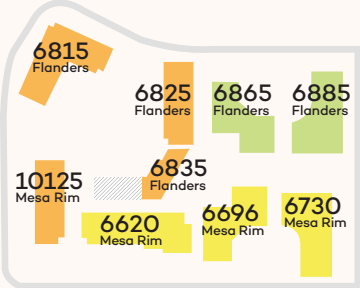 6815
Flanders
6825
Flanders
6865
Flanders
6885
Flanders
6835
Flanders
10125
Mesa Rim
6620
Mesa Rim
6696
Mesa Rim
6730
Mesa Rim